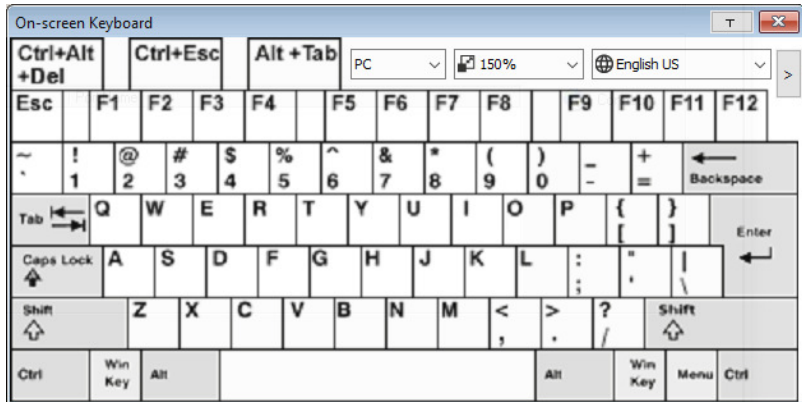 On-screen Keyboard T
Ctrl+Alt
+Del Ctrl+Esc Alt +Tab PC 150% English US >
Esc F1 F2 F3 F4 F5 F6 F7 F8 F9 F10 F11 F12
~ ! @ # $ % ^ & * ( ) _ +
` 1 2 3 4 5 6 7 8 9 0 - = Backspace
Tab Q W E R T Y U I O P { }
[ ] Enter
Caps Lock A S D F G H J K L : " |
; ' \
Shift Z X C V B N M < > ? Shift
, . /
Ctrl Win
Key Alt Alt Win
Key Menu Ctrl